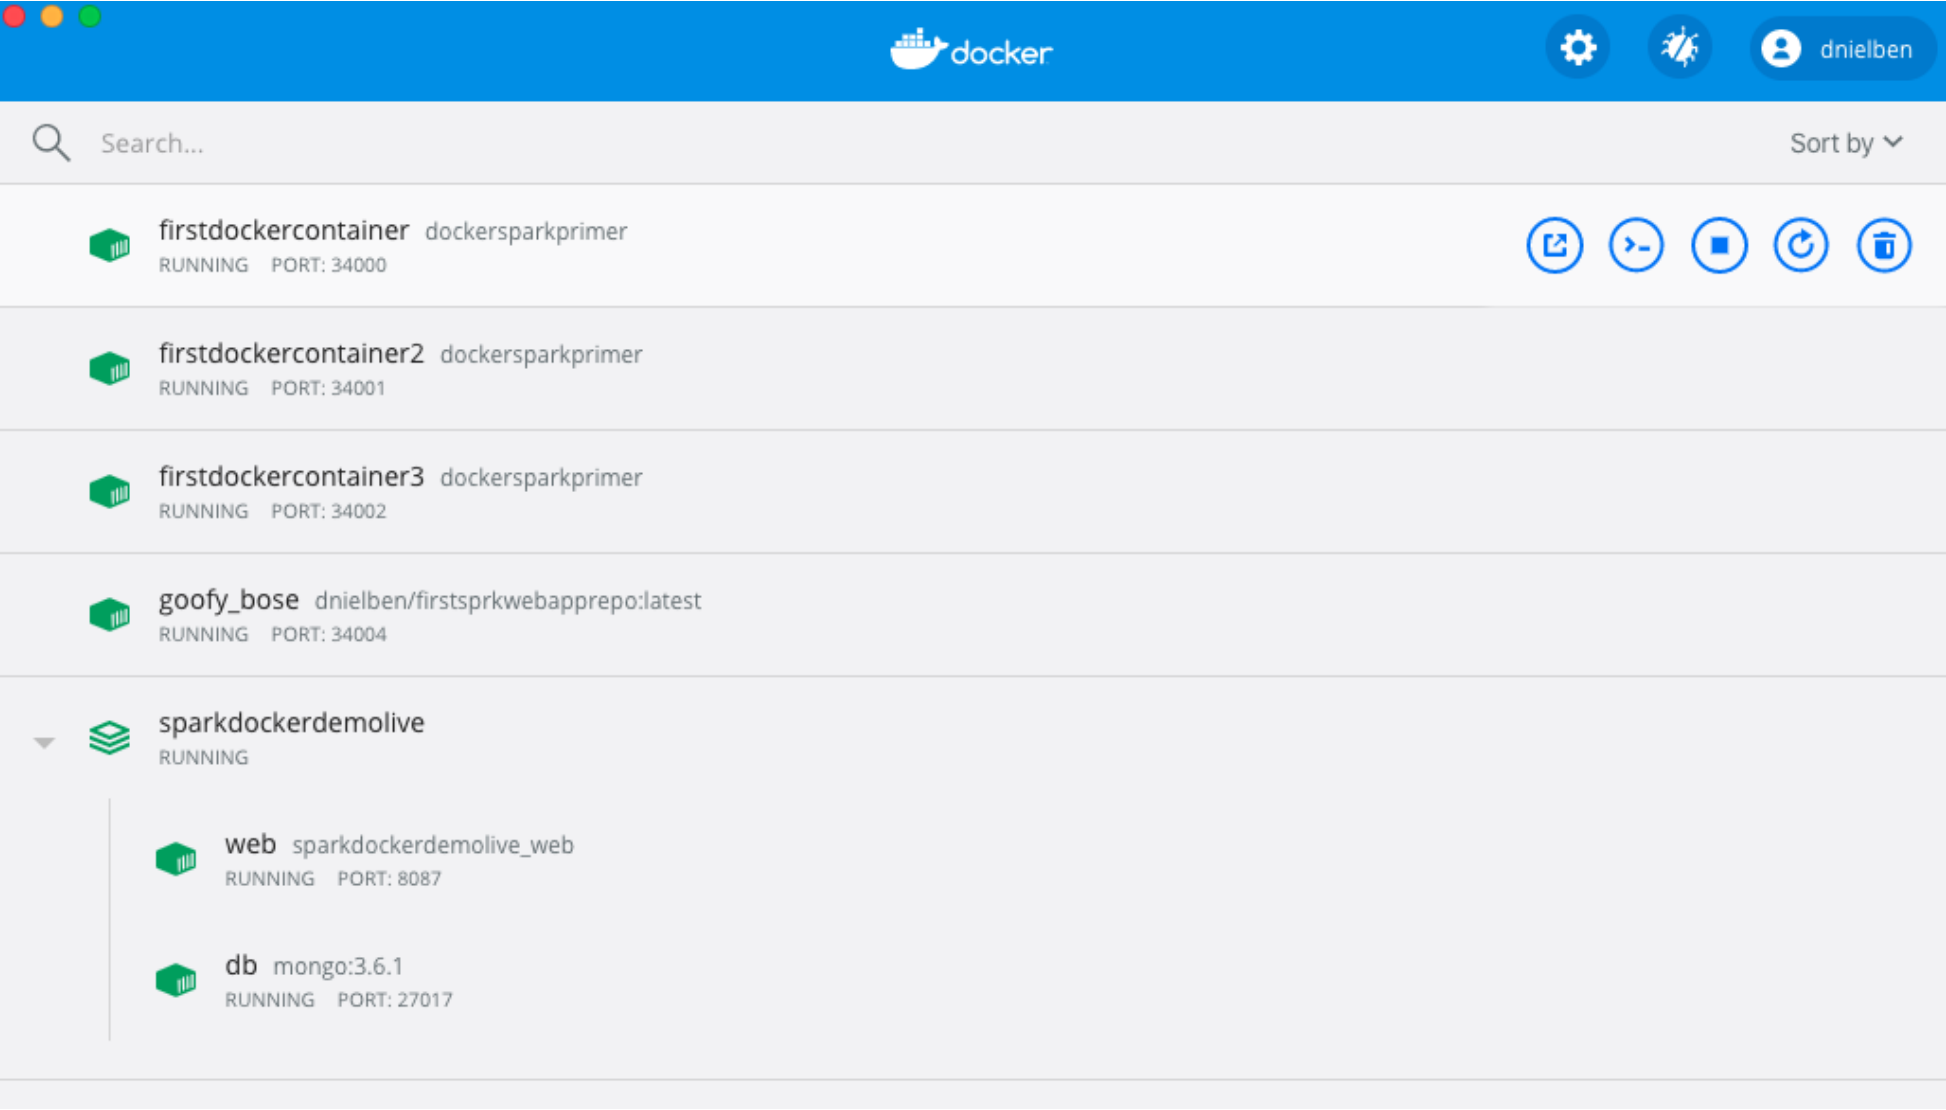 docker
dnielben
Search...
Sort by
firstdockercontainer dockersparkprimer
RUNNING PORT: 34000
firstdockercontainer2 dockersparkprimer
RUNNING PORT: 34001
firstdockercontainer3 dockersparkprimer
RUNNING PORT: 34002
goofy_bose dnielben/firstsprkwebapprepo:latest
RUNNING PORT: 34004
sparkdockerdemolive
RUNNING
web sparkdockerdemolive_web
RUNNING PORT: 8087
db mongo:3.6.1
RUNNING PORT: 27017